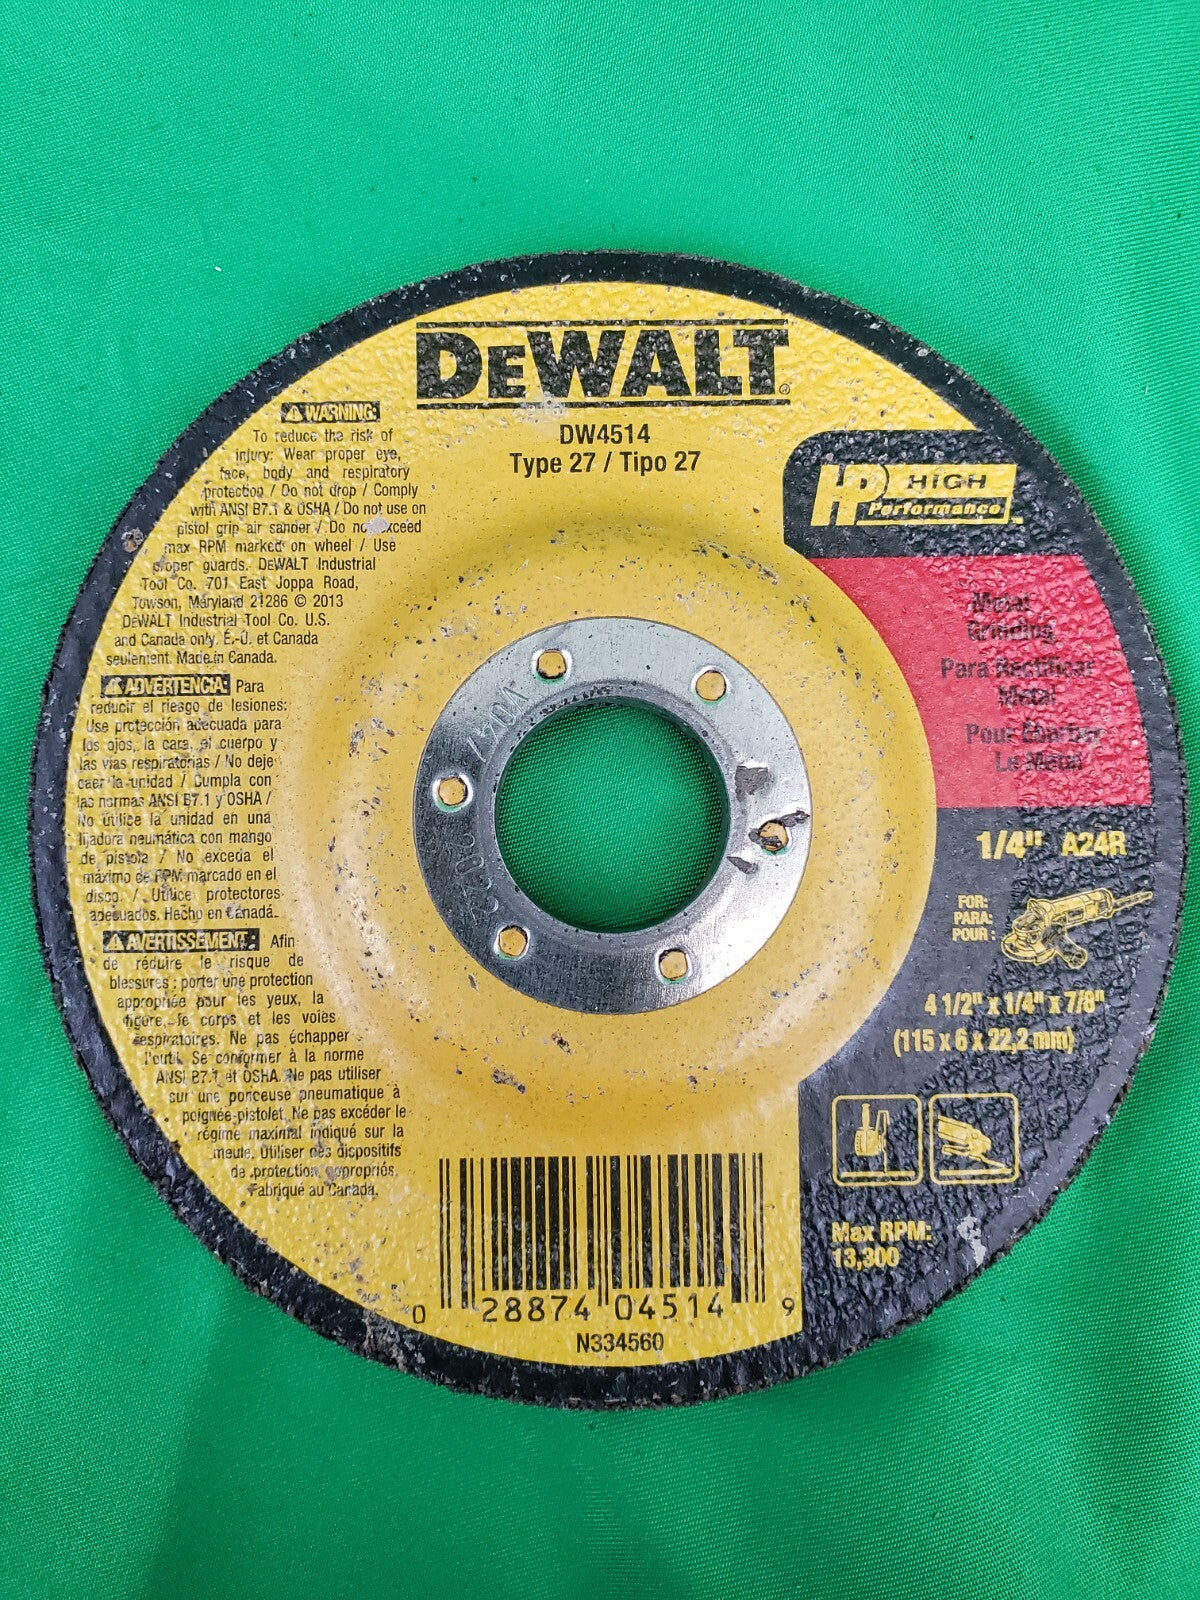 DEWALT®
DW4514
Type 27 / Tipo 27
WARNING:
To reduce the risk of
injury: Wear proper eye,
face, body and respiratory
protection / Do not drop / Comply
with ANSI B7.1 & OSHA / Do not use on
pistol grip air sander / Do not exceed
max RPM marked on wheel / Use
proper guards. DEWALT Industrial
Tool Co. 701 East Joppa Road,
Towson, Maryland 21286 © 2013
DEWALT Industrial Tool Co. U.S.
and Canada only. É.-U. et Canada
seulement. Made in Canada.
ADVERTENCIA: Para
reducir el riesgo de lesiones:
Use protección adecuada para
los ojos, la cara, el cuerpo y
las vías respiratorias / No deje
caer la unidad / Cumpla con
las normas ANSI B7.1 y OSHA /
No utilice la unidad en una
lijadora neumática con mango
de pistola / No exceda el
máximo de RPM marcado en el
disco. / Utilice protectores
adecuados. Hecho en Canadá.
AVERTISSEMENT: Afin
de réduire le risque de
blessures : porter une protection
appropriée pour les yeux, la
figure, le corps et les voies
respiratoires. Ne pas échapper
l'outil. Se conformer à la norme
ANSI B7.1 et OSHA. Ne pas utiliser
sur une ponceuse pneumatique à
poignée-pistolet. Ne pas excéder le
régime maximal indiqué sur la
meule. Utiliser des dispositifs
de protection appropriés.
Fabriqué au Canada.
HP HIGH
Performance™
Metal
Grinding
Para Rectificar
Metal
Pour Ébarber
Le Metal
1/4" A24R
FOR:
PARA:
POUR :
4 1/2" x 1/4" x 7/8"
(115 x 6 x 22,2 mm)
Max RPM:
13,300
0 28874 04514 9
N334560